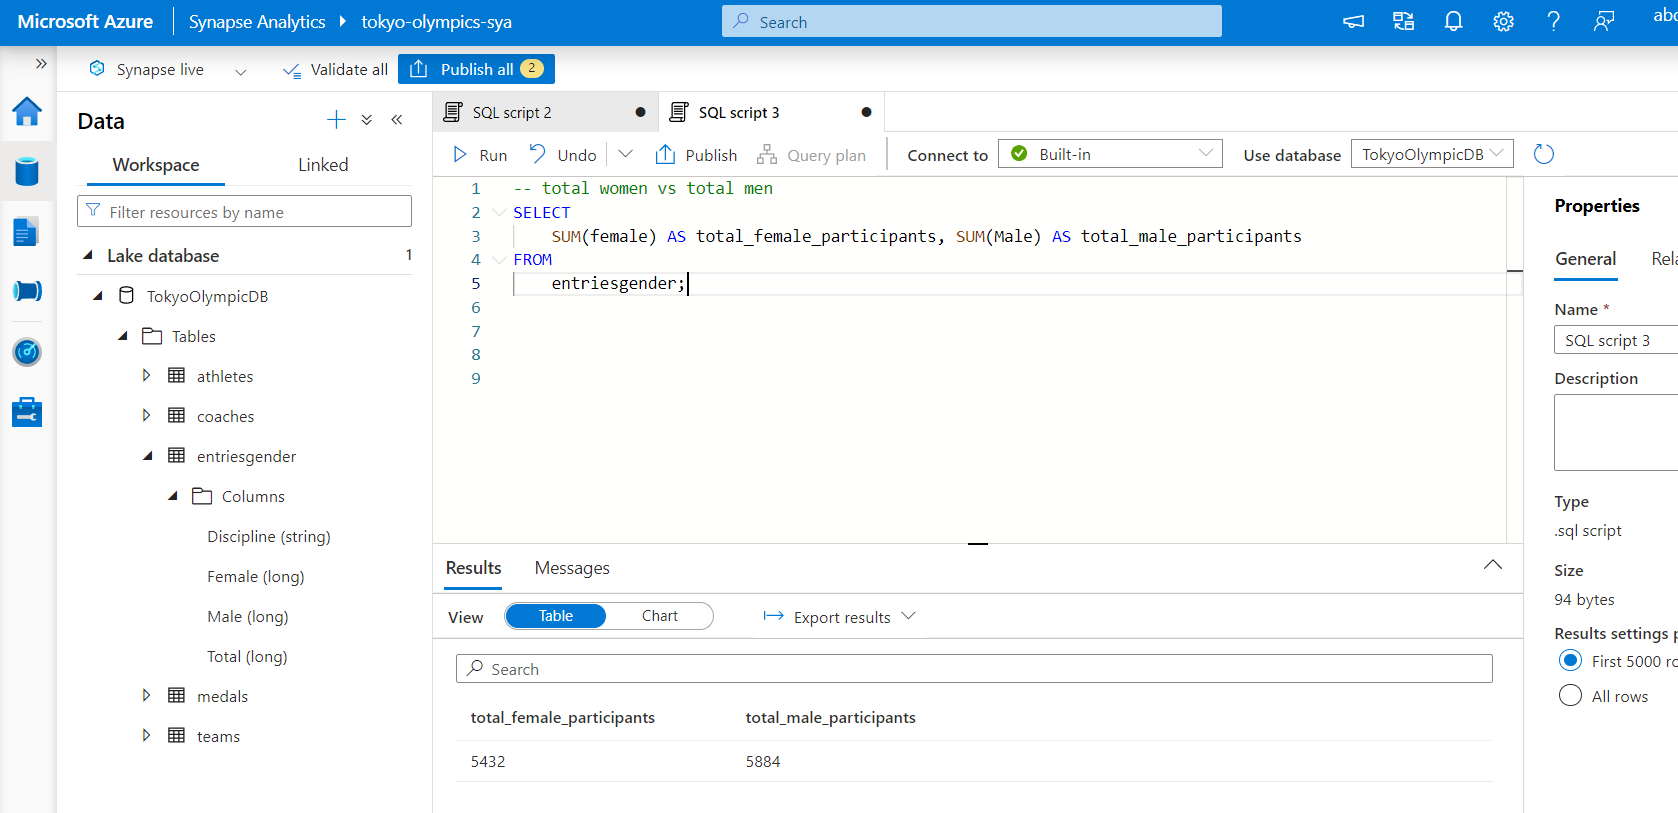 Microsoft Azure
Synapse Analytics
tokyo-olympics-sya
Search
abo
Synapse live
Validate all
Publish all 2
Data
Workspace
Linked
Filter resources by name
Lake database
1
TokyoOlympicDB
Tables
athletes
coaches
entriesgender
Columns
Discipline (string)
Female (long)
Male (long)
Total (long)
medals
teams
SQL script 2
SQL script 3
Run
Undo
Publish
Query plan
Connect to
Built-in
Use database
TokyoOlympicDB
1 -- total women vs total men
2 SELECT
3 SUM(female) AS total_female_participants, SUM(Male) AS total_male_participants
4 FROM
5 entriesgender;
6
7
8
9
Results
Messages
View
Table
Chart
Export results
Search
total_female_participants
total_male_participants
5432
5884
Properties
General
Rela
Name *
SQL script 3
Description
Type
.sql script
Size
94 bytes
Results settings p
First 5000 ro
All rows